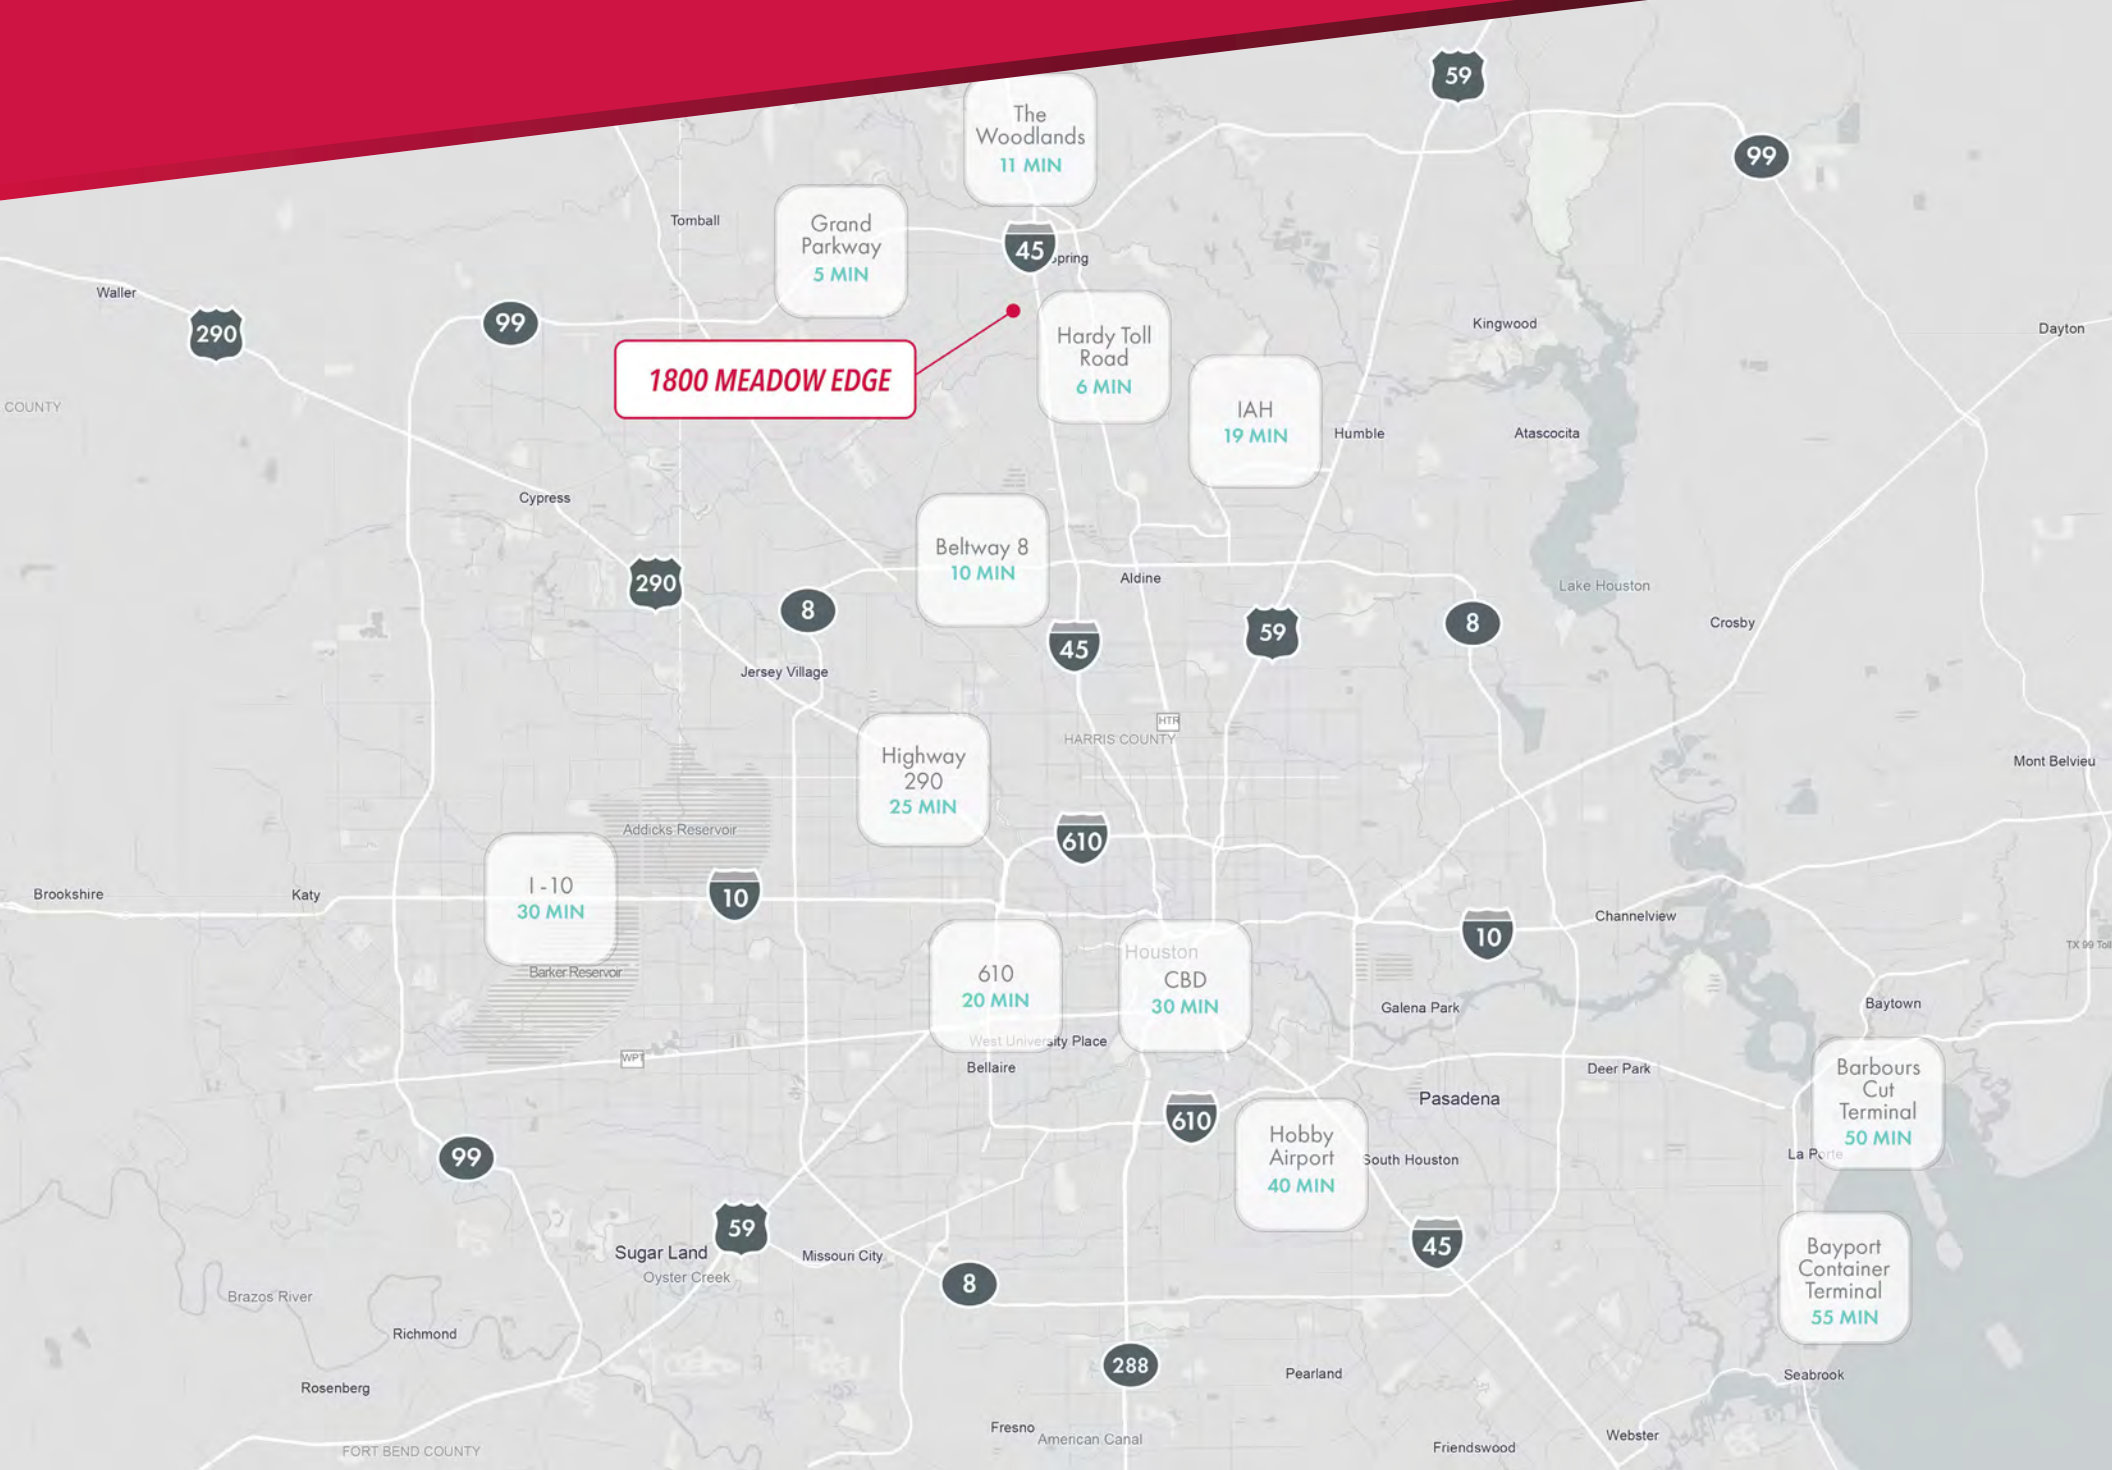 59
The
Woodlands
11 MIN
99
Tomball
Grand
Parkway
5 MIN
45
Spring
Waller
290
99
Hardy Toll
Road
6 MIN
Kingwood
Dayton
1800 MEADOW EDGE
COUNTY
IAH
19 MIN
Humble
Atascocita
Cypress
Beltway 8
10 MIN
Aldine
290
8
Lake Houston
59
8
Crosby
45
Jersey Village
HTR
HARRIS COUNTY
Highway
290
25 MIN
Mont Belvieu
Addicks Reservoir
610
I-10
30 MIN
Brookshire
Katy
10
Channelview
10
Houston
CBD
30 MIN
TX 99 Toll
Barker Reservoir
610
20 MIN
Galena Park
Baytown
West University Place
WPT
Bellaire
Deer Park
Barbours
Cut
Terminal
50 MIN
Pasadena
610
Hobby
Airport
40 MIN
South Houston
La Porte
99
59
Sugar Land
Missouri City
45
Oyster Creek
Bayport
Container
Terminal
55 MIN
8
Brazos River
Richmond
288
Pearland
Seabrook
Rosenberg
Fresno
American Canal
Webster
FORT BEND COUNTY
Friendswood